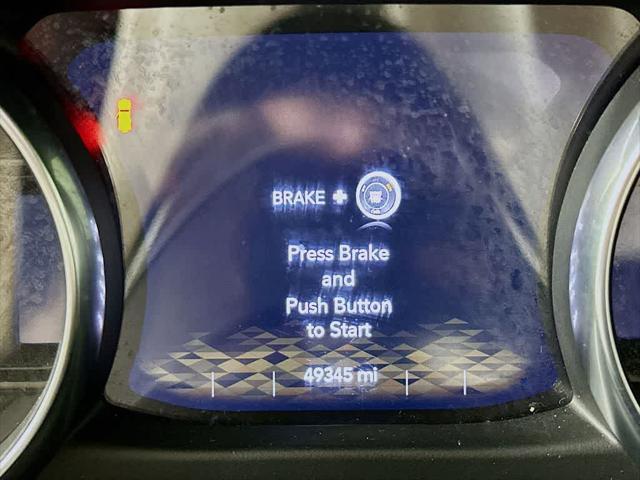 BRAKE +
Press Brake
and
Push Button
to Start
49345 mi